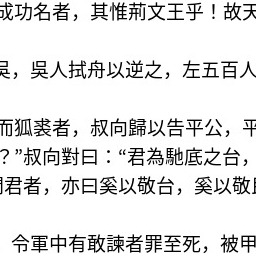 成功名者，其惟荊文王乎！故天
吳，吳人拭舟以逆之，左五百人
而狐裘者，叔向歸以告平公，平
？”叔向對曰：“君為馳底之台，
問君者，亦曰奚以敬台，奚以敬民
令軍中有敢諫者罪至死，被甲